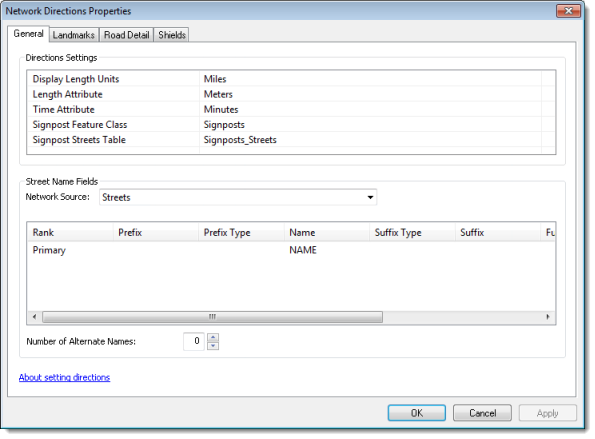 Network Directions Properties
General Landmarks Road Detail Shields
Directions Settings
Display Length Units Miles
Length Attribute Meters
Time Attribute Minutes
Signpost Feature Class Signposts
Signpost Streets Table Signposts_Streets
Street Name Fields
Network Source: Streets
Rank Prefix Prefix Type Name Suffix Type Suffix Fu
Primary NAME
Number of Alternate Names: 0
About setting directions
OK Cancel Apply